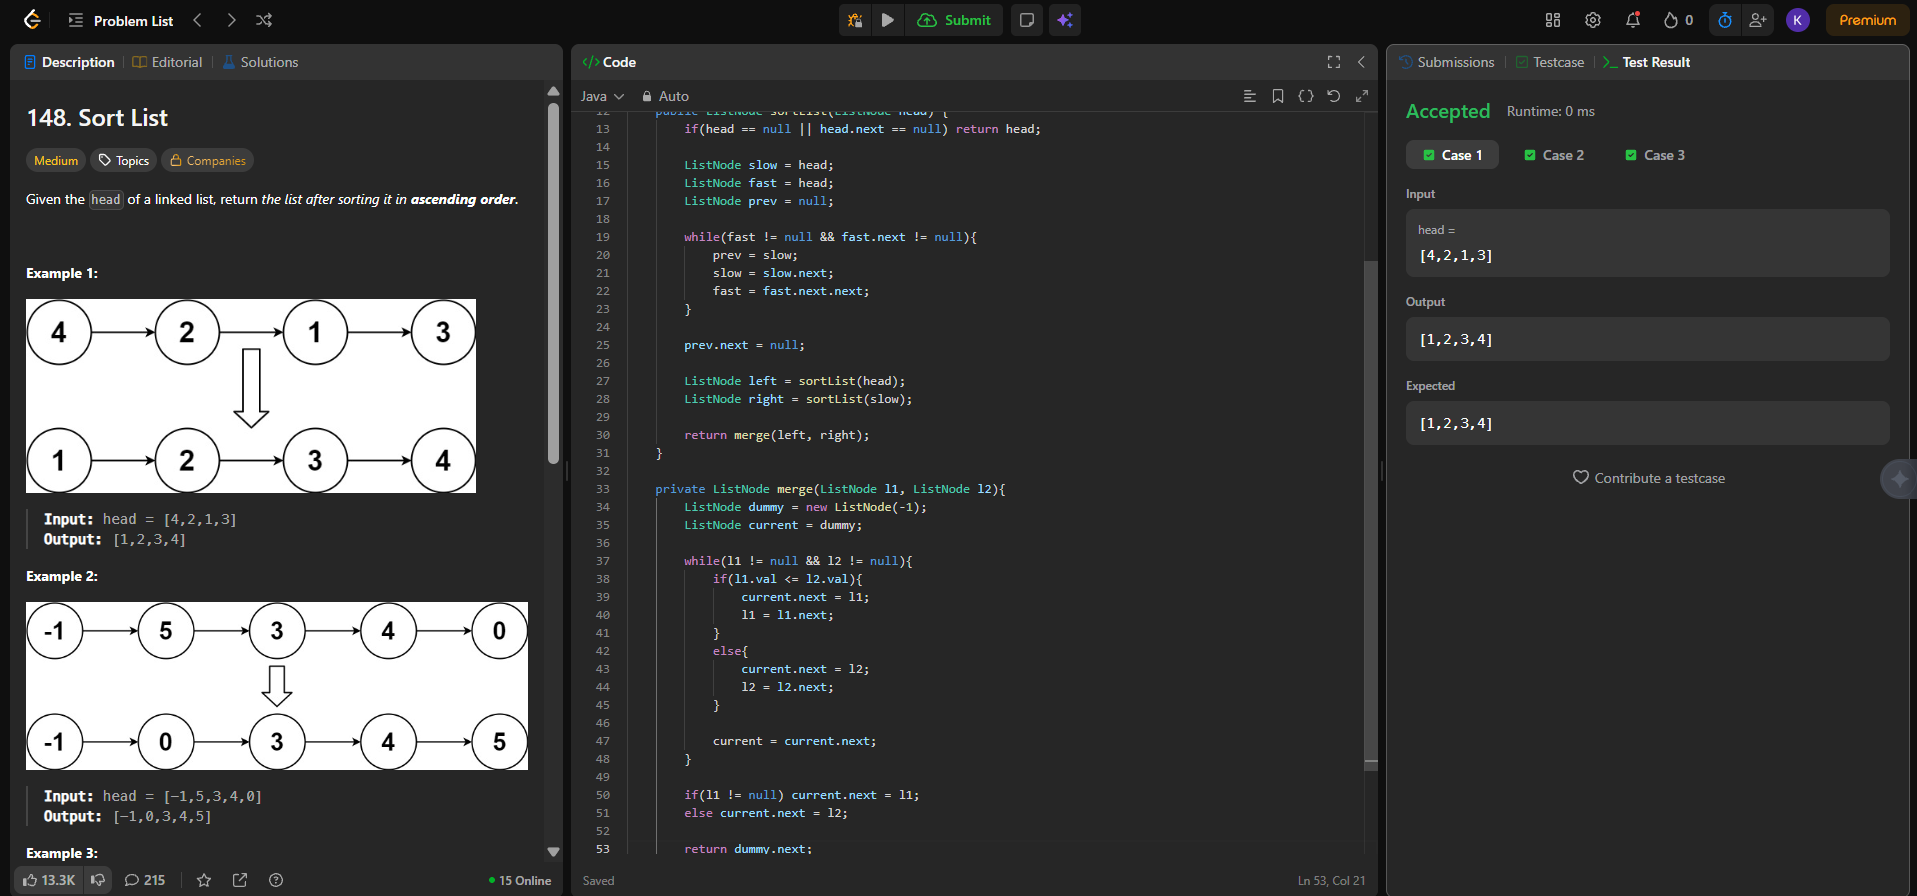 Problem List
Submit
0
K
Premium
Description
Editorial
Solutions
148. Sort List
Medium
Topics
Companies
Given the head of a linked list, return the list after sorting it in ascending order.
Example 1:
4 2 1 3
1 2 3 4
Input: head = [4,2,1,3]
Output: [1,2,3,4]
Example 2:
-1 5 3 4 0
-1 0 3 4 5
Input: head = [-1,5,3,4,0]
Output: [-1,0,3,4,5]
Example 3:
13.3K
215
15 Online
</> Code
Java
Auto
12 public ListNode sortList(ListNode head) {
13 if(head == null || head.next == null) return head;
14
15 ListNode slow = head;
16 ListNode fast = head;
17 ListNode prev = null;
18
19 while(fast != null && fast.next != null){
20 prev = slow;
21 slow = slow.next;
22 fast = fast.next.next;
23 }
24
25 prev.next = null;
26
27 ListNode left = sortList(head);
28 ListNode right = sortList(slow);
29
30 return merge(left, right);
31 }
32
33 private ListNode merge(ListNode l1, ListNode l2){
34 ListNode dummy = new ListNode(-1);
35 ListNode current = dummy;
36
37 while(l1 != null && l2 != null){
38 if(l1.val <= l2.val){
39 current.next = l1;
40 l1 = l1.next;
41 }
42 else{
43 current.next = l2;
44 l2 = l2.next;
45 }
46
47 current = current.next;
48 }
49
50 if(l1 != null) current.next = l1;
51 else current.next = l2;
52
53 return dummy.next;
Saved
Ln 53, Col 21
Submissions
Testcase
Test Result
Accepted
Runtime: 0 ms
Case 1
Case 2
Case 3
Input
head =
[4,2,1,3]
Output
[1,2,3,4]
Expected
[1,2,3,4]
Contribute a testcase